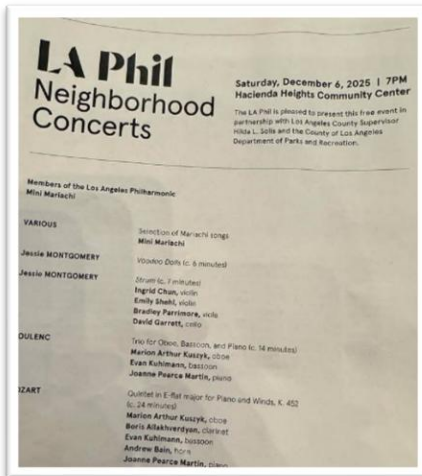 LA Phil
Neighborhood
Concerts
Saturday, December 6, 2025 | 7PM
Hacienda Heights Community Center
The LA Phil is pleased to present this free event in
partnership with Los Angeles County Supervisor
Hilda L. Solis and the County of Los Angeles
Department of Parks and Recreation.
Members of the Los Angeles Philharmonic
Mini Mariachi
VARIOUS
Selection of Mariachi songs
Mini Mariachi
Jessie MONTGOMERY
Voodoo Dolls (c. 6 minutes)
Jessie MONTGOMERY
Strum (c. 7 minutes)
Ingrid Chun, violin
Emily Shehi, violin
Bradley Parrimore, viola
David Garrett, cello
OULENC
Trio for Oboe, Bassoon, and Piano (c. 14 minutes)
Marion Arthur Kuszyk, oboe
Evan Kuhlmann, bassoon
Joanne Pearce Martin, piano
ZART
Quintet in E-flat major for Piano and Winds, K. 452
(c. 24 minutes)
Marion Arthur Kuszyk, oboe
Boris Allakhverdyan, clarinet
Evan Kuhlmann, bassoon
Andrew Bain, horn
Joanne Pearce Martin, piano